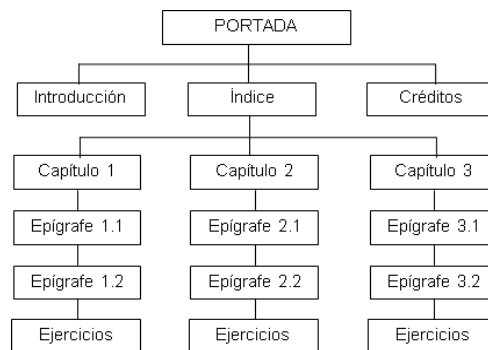 PORTADA
Introducción
Índice
Créditos
Capítulo 1
Capítulo 2
Capítulo 3
Epígrafe 1.1
Epígrafe 2.1
Epígrafe 3.1
Epígrafe 1.2
Epígrafe 2.2
Epígrafe 3.2
Ejercicios
Ejercicios
Ejercicios